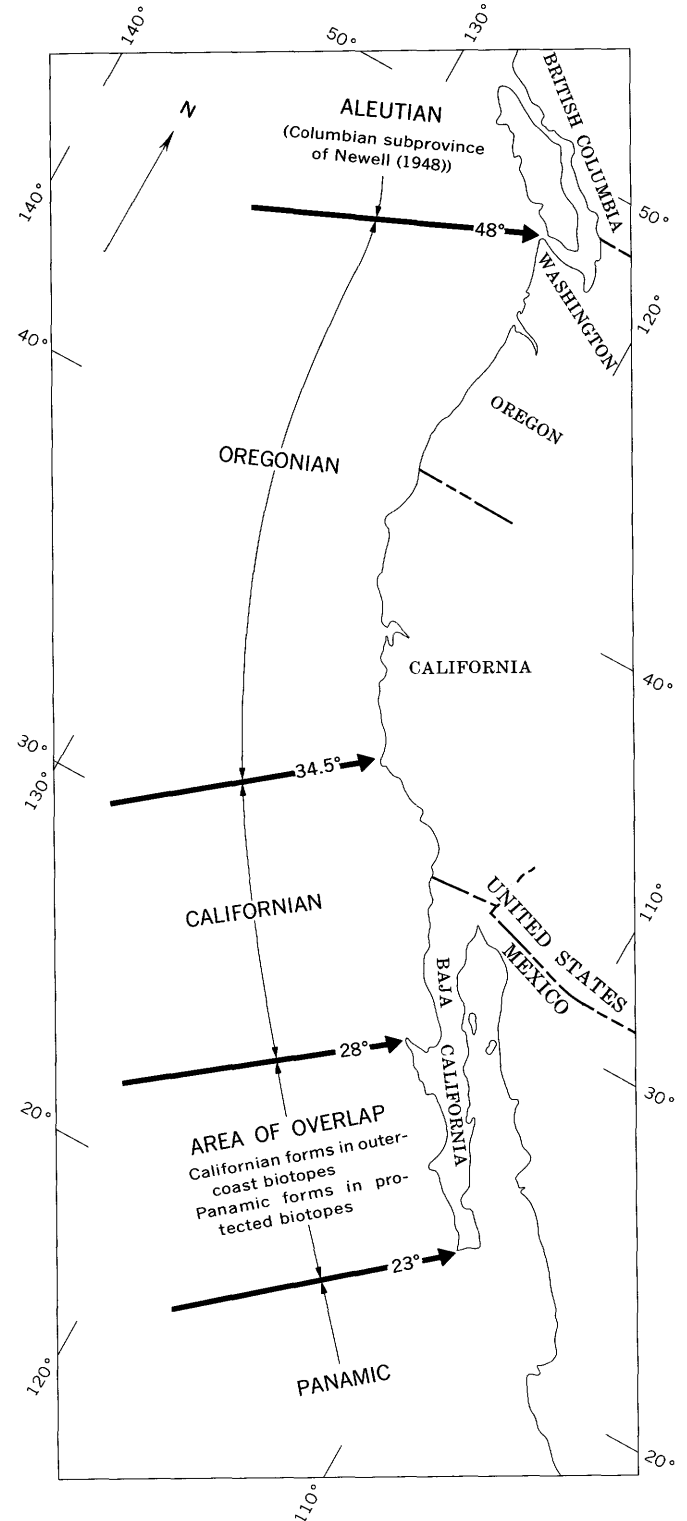 140°
50°
130°
N
ALEUTIAN
(Columbian subprovince
of Newell (1948))
BRITISH COLUMBIA
140°
50°
48°
WASHINGTON
120°
40°
OREGON
OREGONIAN
CALIFORNIA
40°
30°
130°
34.5°
CALIFORNIAN
110°
UNITED STATES
MEXICO
BAJA
CALIFORNIA
28°
30°
20°
AREA OF OVERLAP
Californian forms in outer-
coast biotopes
Panamic forms in pro-
tected biotopes
23°
120°
PANAMIC
20°
110°